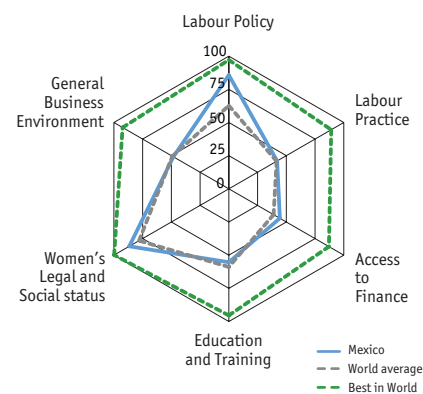 Labour Policy
100
75
50
25
0
General
Business
Environment
Labour
Practice
Women's
Legal and
Social status
Access
to
Finance
Education
and Training
Mexico
World average
Best in World